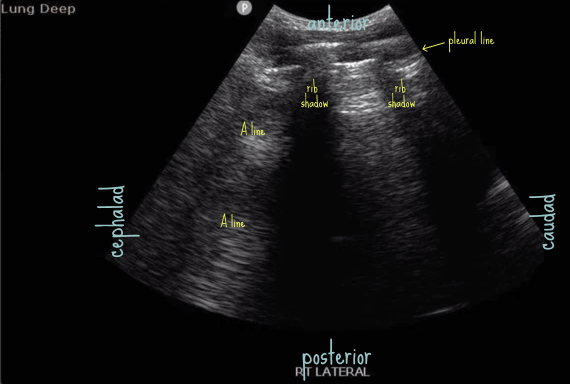 Lung Deep
P
anterior
pleural line
rib
shadow
rib
shadow
A line
cephalad
A line
caudad
posterior
RT LATERAL